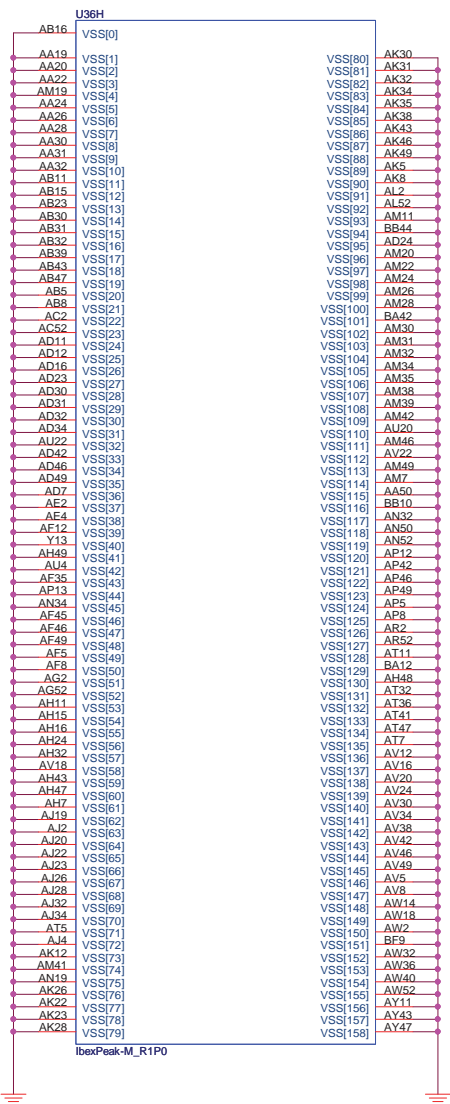 U36H
AB16 VSS[0]
AA19 VSS[1]
AA20 VSS[2]
AA22 VSS[3]
AM19 VSS[4]
AA24 VSS[5]
AA26 VSS[6]
AA28 VSS[7]
AA30 VSS[8]
AA31 VSS[9]
AA32 VSS[10]
AB11 VSS[11]
AB15 VSS[12]
AB23 VSS[13]
AB30 VSS[14]
AB31 VSS[15]
AB32 VSS[16]
AB39 VSS[17]
AB43 VSS[18]
AB47 VSS[19]
AB5 VSS[20]
AB8 VSS[21]
AC2 VSS[22]
AC52 VSS[23]
AD11 VSS[24]
AD12 VSS[25]
AD16 VSS[26]
AD23 VSS[27]
AD30 VSS[28]
AD31 VSS[29]
AD32 VSS[30]
AD34 VSS[31]
AU22 VSS[32]
AD42 VSS[33]
AD46 VSS[34]
AD49 VSS[35]
AD7 VSS[36]
AE2 VSS[37]
AE4 VSS[38]
AF12 VSS[39]
Y13 VSS[40]
AH49 VSS[41]
AU4 VSS[42]
AF35 VSS[43]
AP13 VSS[44]
AN34 VSS[45]
AF45 VSS[46]
AF46 VSS[47]
AF49 VSS[48]
AF5 VSS[49]
AF8 VSS[50]
AG2 VSS[51]
AG52 VSS[52]
AH11 VSS[53]
AH15 VSS[54]
AH16 VSS[55]
AH24 VSS[56]
AH32 VSS[57]
AV18 VSS[58]
AH43 VSS[59]
AH47 VSS[60]
AH7 VSS[61]
AJ19 VSS[62]
AJ2 VSS[63]
AJ20 VSS[64]
AJ22 VSS[65]
AJ23 VSS[66]
AJ26 VSS[67]
AJ28 VSS[68]
AJ32 VSS[69]
AJ34 VSS[70]
AT5 VSS[71]
AJ4 VSS[72]
AK12 VSS[73]
AM41 VSS[74]
AN19 VSS[75]
AK26 VSS[76]
AK22 VSS[77]
AK23 VSS[78]
AK28 VSS[79]
VSS[80] AK30
VSS[81] AK31
VSS[82] AK32
VSS[83] AK34
VSS[84] AK35
VSS[85] AK38
VSS[86] AK43
VSS[87] AK46
VSS[88] AK49
VSS[89] AK5
VSS[90] AK8
VSS[91] AL2
VSS[92] AL52
VSS[93] AM11
VSS[94] BB44
VSS[95] AD24
VSS[96] AM20
VSS[97] AM22
VSS[98] AM24
VSS[99] AM26
VSS[100] AM28
VSS[101] BA42
VSS[102] AM30
VSS[103] AM31
VSS[104] AM32
VSS[105] AM34
VSS[106] AM35
VSS[107] AM38
VSS[108] AM39
VSS[109] AM42
VSS[110] AU20
VSS[111] AM46
VSS[112] AV22
VSS[113] AM49
VSS[114] AM7
VSS[115] AA50
VSS[116] BB10
VSS[117] AN32
VSS[118] AN50
VSS[119] AN52
VSS[120] AP12
VSS[121] AP42
VSS[122] AP46
VSS[123] AP49
VSS[124] AP5
VSS[125] AP8
VSS[126] AR2
VSS[127] AR52
VSS[128] AT11
VSS[129] BA12
VSS[130] AH48
VSS[131] AT32
VSS[132] AT36
VSS[133] AT41
VSS[134] AT47
VSS[135] AT7
VSS[136] AV12
VSS[137] AV16
VSS[138] AV20
VSS[139] AV24
VSS[140] AV30
VSS[141] AV34
VSS[142] AV38
VSS[143] AV42
VSS[144] AV46
VSS[145] AV49
VSS[146] AV5
VSS[147] AV8
VSS[148] AW14
VSS[149] AW18
VSS[150] AW2
VSS[151] BF9
VSS[152] AW32
VSS[153] AW36
VSS[154] AW40
VSS[155] AW52
VSS[156] AY11
VSS[157] AY43
VSS[158] AY47
IbexPeak-M_R1P0